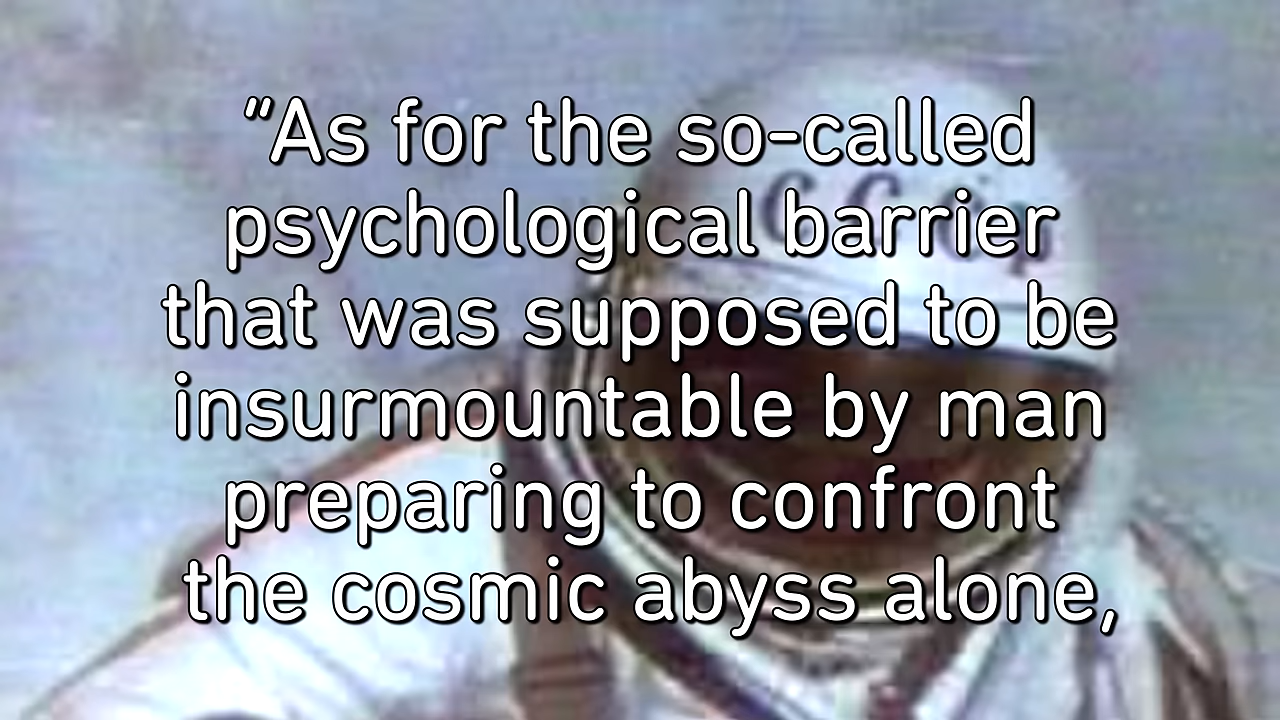 “As for the so-called
psychological barrier
that was supposed to be
insurmountable by man
preparing to confront
the cosmic abyss alone,
СССР